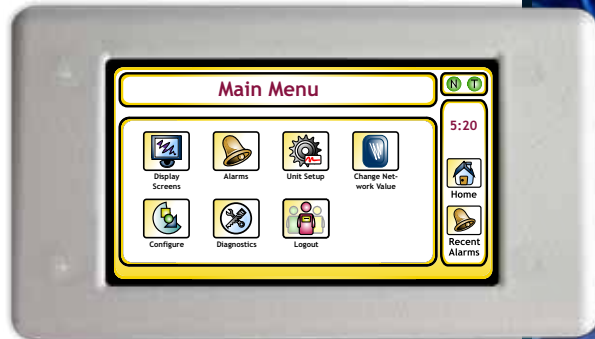 Main Menu
N T
5:20
Display
Screens
Alarms
Unit Setup
Change Net-
work Value
Home
Configure
Diagnostics
Logout
Recent
Alarms